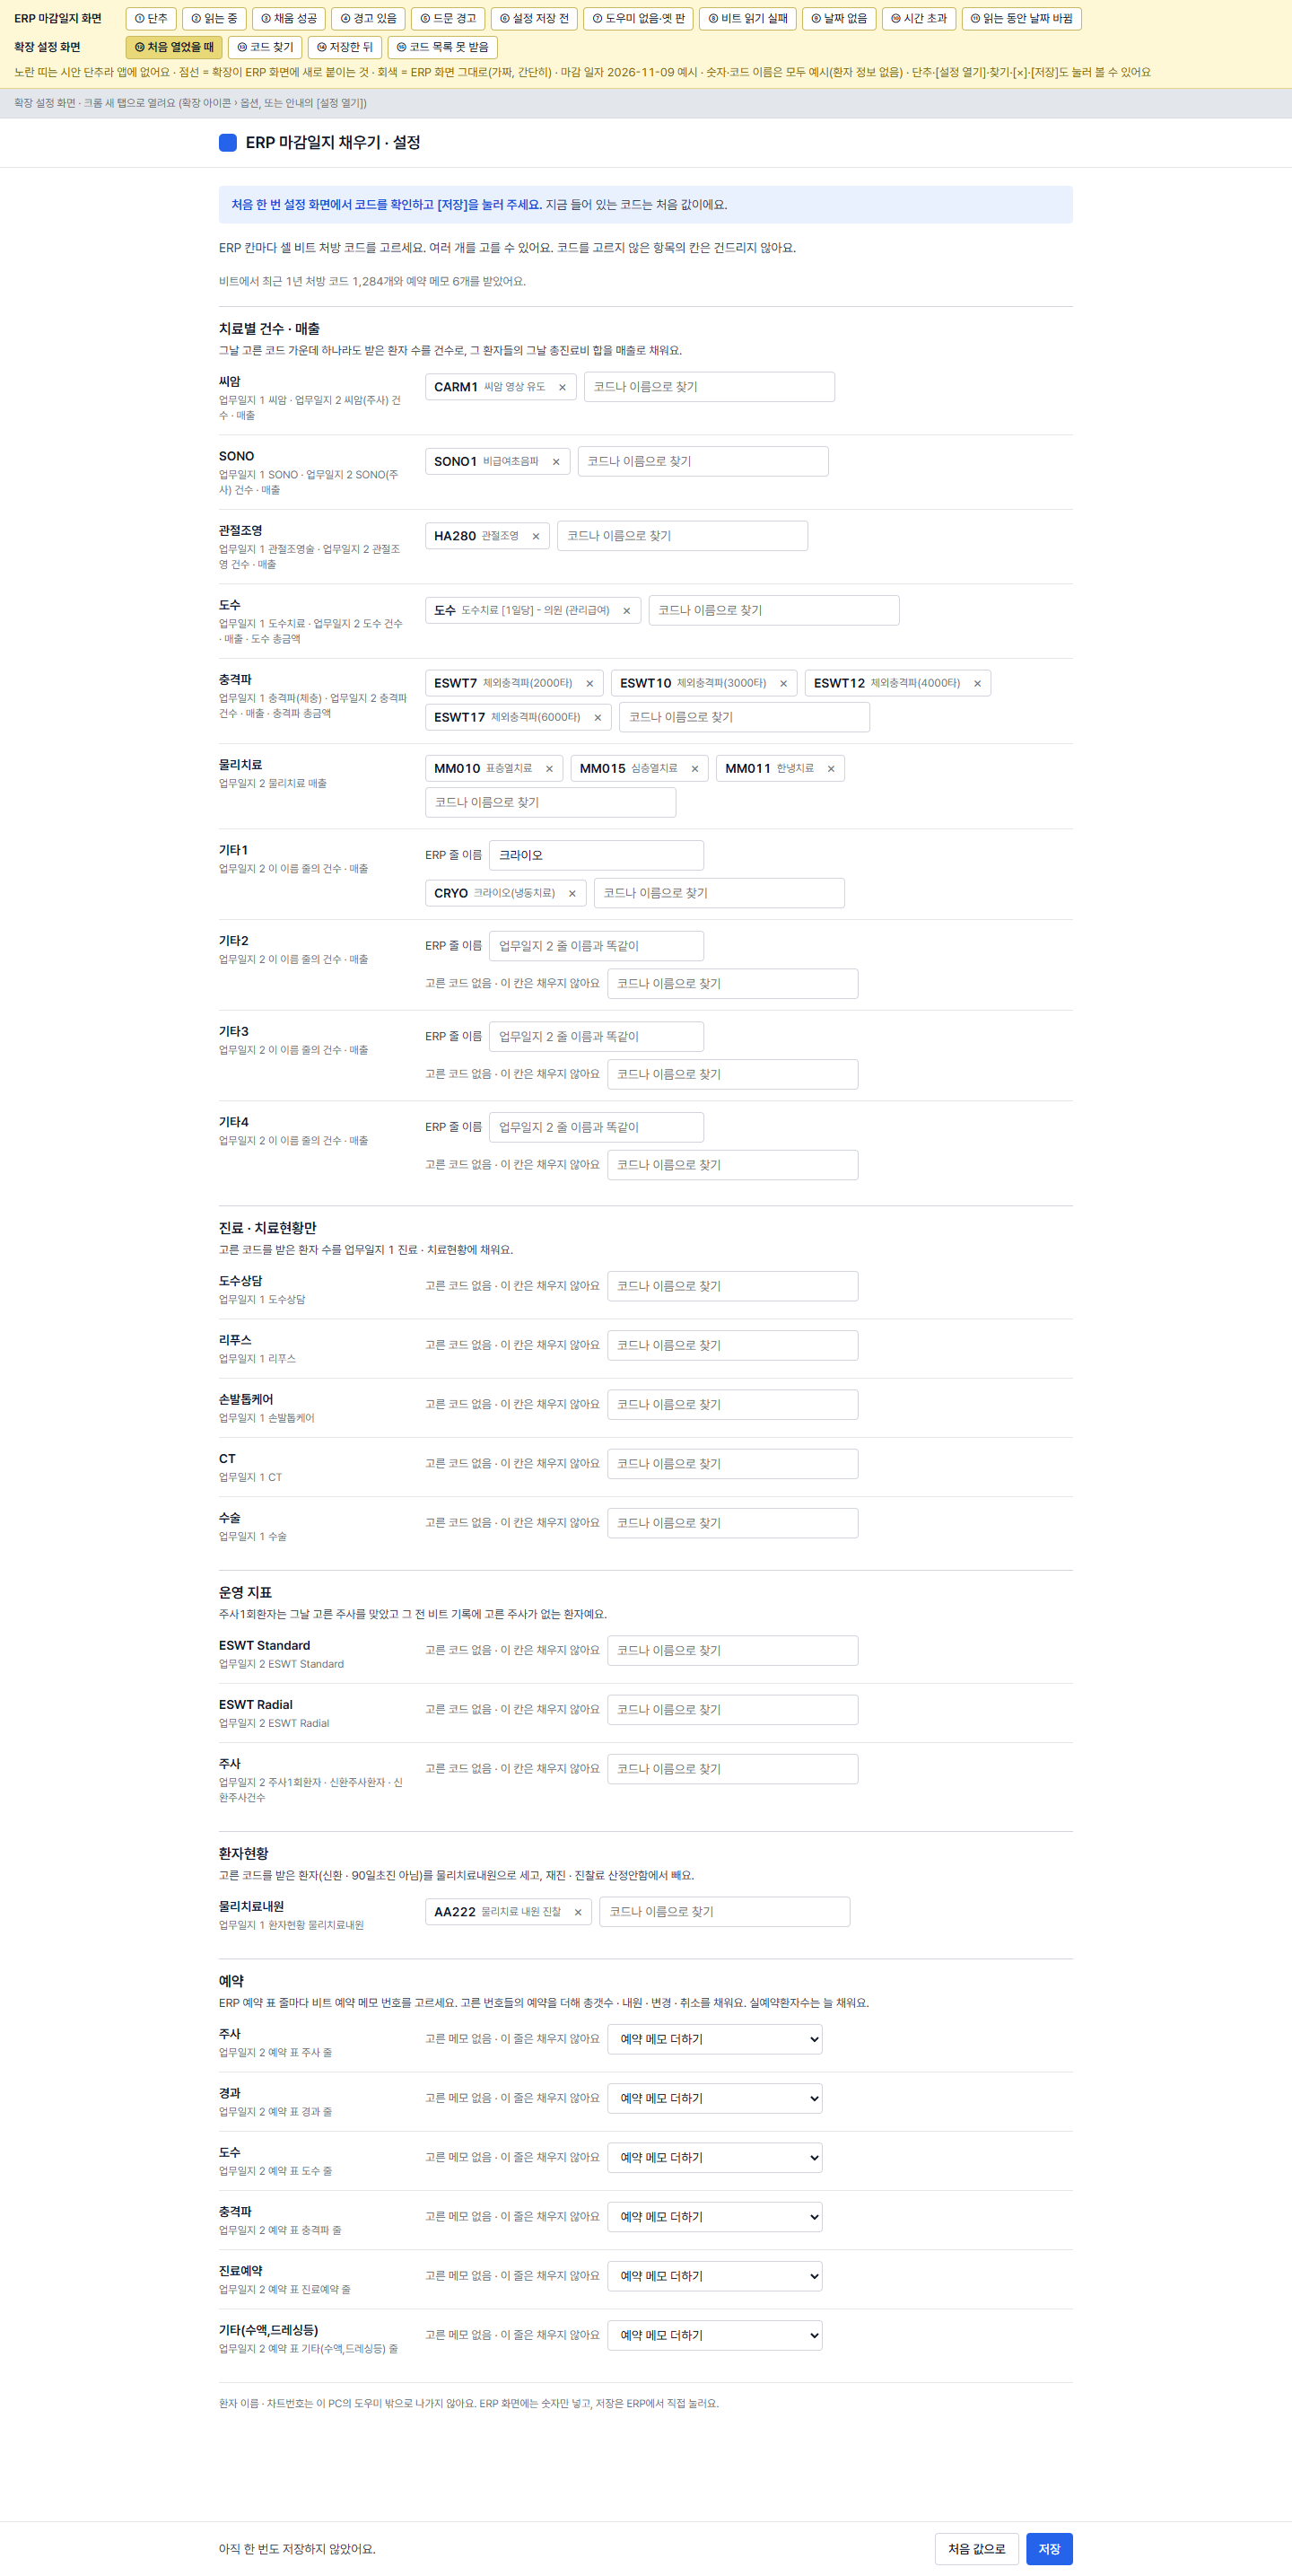 ERP 마감일지 화면 ① 단추 ② 읽는 중 ③ 채움 성공 ④ 경고 있음 ⑤ 드문 경고 ⑥ 설정 저장 전 ⑦ 도우미 없음·옛 판 ⑧ 비트 읽기 실패 ⑨ 날짜 없음 ⑩ 시간 초과 ⑪ 읽는 동안 날짜 바뀜
확장 설정 화면 ⑫ 처음 열었을 때 ⑬ 코드 찾기 ⑭ 저장한 뒤 ⑮ 코드 목록 못 받음
노란 띠는 시안 단추라 앱에 없어요 · 점선 = 확장이 ERP 화면에 새로 붙이는 것 · 회색 = ERP 화면 그대로(가짜, 간단히) · 마감 일자 2026-11-09 예시 · 숫자·코드 이름은 모두 예시(환자 정보 없음) · 단추·[설정 열기]·찾기·[×]·[저장]도 눌러 볼 수 있어요
확장 설정 화면 · 크롬 새 탭으로 열려요 (확장 아이콘 › 옵션, 또는 안내의 [설정 열기])
ERP 마감일지 채우기 · 설정
처음 한 번 설정 화면에서 코드를 확인하고 [저장]을 눌러 주세요. 지금 들어 있는 코드는 처음 값이에요.
ERP 칸마다 셀 비트 처방 코드를 고르세요. 여러 개를 고를 수 있어요. 코드를 고르지 않은 항목의 칸은 건드리지 않아요.
비트에서 최근 1년 처방 코드 1,284개와 예약 메모 6개를 받았어요.
치료별 건수 · 매출
그날 고른 코드 가운데 하나라도 받은 환자 수를 건수로, 그 환자들의 그날 총진료비 합을 매출로 채워요.
씨암
업무일지 1 씨암 · 업무일지 2 씨암(주사) 건
수 · 매출
CARM1 씨암 영상 유도 × 코드나 이름으로 찾기
SONO
업무일지 1 SONO · 업무일지 2 SONO(주
사) 건수 · 매출
SONO1 비급여초음파 × 코드나 이름으로 찾기
관절조영
업무일지 1 관절조영술 · 업무일지 2 관절조
영 건수 · 매출
HA280 관절조영 × 코드나 이름으로 찾기
도수
업무일지 1 도수치료 · 업무일지 2 도수 건수
· 매출 · 도수 총금액
도수 도수치료 [1일당] - 의원 (관리급여) × 코드나 이름으로 찾기
충격파
업무일지 1 충격파(체충) · 업무일지 2 충격파
건수 · 매출 · 충격파 총금액
ESWT7 체외충격파(2000타) × ESWT10 체외충격파(3000타) × ESWT12 체외충격파(4000타) ×
ESWT17 체외충격파(6000타) × 코드나 이름으로 찾기
물리치료
업무일지 2 물리치료 매출
MM010 표층열치료 × MM015 심층열치료 × MM011 한냉치료 ×
코드나 이름으로 찾기
기타1
업무일지 2 이 이름 줄의 건수 · 매출
ERP 줄 이름 크라이오
CRYO 크라이오(냉동치료) × 코드나 이름으로 찾기
기타2
업무일지 2 이 이름 줄의 건수 · 매출
ERP 줄 이름 업무일지 2 줄 이름과 똑같이
고른 코드 없음 · 이 칸은 채우지 않아요 코드나 이름으로 찾기
기타3
업무일지 2 이 이름 줄의 건수 · 매출
ERP 줄 이름 업무일지 2 줄 이름과 똑같이
고른 코드 없음 · 이 칸은 채우지 않아요 코드나 이름으로 찾기
기타4
업무일지 2 이 이름 줄의 건수 · 매출
ERP 줄 이름 업무일지 2 줄 이름과 똑같이
고른 코드 없음 · 이 칸은 채우지 않아요 코드나 이름으로 찾기
진료 · 치료현황만
고른 코드를 받은 환자 수를 업무일지 1 진료 · 치료현황에 채워요.
도수상담
업무일지 1 도수상담
고른 코드 없음 · 이 칸은 채우지 않아요 코드나 이름으로 찾기
리푸스
업무일지 1 리푸스
고른 코드 없음 · 이 칸은 채우지 않아요 코드나 이름으로 찾기
손발톱케어
업무일지 1 손발톱케어
고른 코드 없음 · 이 칸은 채우지 않아요 코드나 이름으로 찾기
CT
업무일지 1 CT
고른 코드 없음 · 이 칸은 채우지 않아요 코드나 이름으로 찾기
수술
업무일지 1 수술
고른 코드 없음 · 이 칸은 채우지 않아요 코드나 이름으로 찾기
운영 지표
주사1회환자는 그날 고른 주사를 맞았고 그 전 비트 기록에 고른 주사가 없는 환자예요.
ESWT Standard
업무일지 2 ESWT Standard
고른 코드 없음 · 이 칸은 채우지 않아요 코드나 이름으로 찾기
ESWT Radial
업무일지 2 ESWT Radial
고른 코드 없음 · 이 칸은 채우지 않아요 코드나 이름으로 찾기
주사
업무일지 2 주사1회환자 · 신환주사환자 · 신
환주사건수
고른 코드 없음 · 이 칸은 채우지 않아요 코드나 이름으로 찾기
환자현황
고른 코드를 받은 환자(신환 · 90일초진 아님)를 물리치료내원으로 세고, 재진 · 진찰료 산정안함에서 빼요.
물리치료내원
업무일지 1 환자현황 물리치료내원
AA222 물리치료 내원 진찰 × 코드나 이름으로 찾기
예약
ERP 예약 표 줄마다 비트 예약 메모 번호를 고르세요. 고른 번호들의 예약을 더해 총갯수 · 내원 · 변경 · 취소를 채워요. 실예약환자수는 늘 채워요.
주사
업무일지 2 예약 표 주사 줄
고른 메모 없음 · 이 줄은 채우지 않아요 예약 메모 더하기
경과
업무일지 2 예약 표 경과 줄
고른 메모 없음 · 이 줄은 채우지 않아요 예약 메모 더하기
도수
업무일지 2 예약 표 도수 줄
고른 메모 없음 · 이 줄은 채우지 않아요 예약 메모 더하기
충격파
업무일지 2 예약 표 충격파 줄
고른 메모 없음 · 이 줄은 채우지 않아요 예약 메모 더하기
진료예약
업무일지 2 예약 표 진료예약 줄
고른 메모 없음 · 이 줄은 채우지 않아요 예약 메모 더하기
기타(수액,드레싱등)
업무일지 2 예약 표 기타(수액,드레싱등) 줄
고른 메모 없음 · 이 줄은 채우지 않아요 예약 메모 더하기
환자 이름 · 차트번호는 이 PC의 도우미 밖으로 나가지 않아요. ERP 화면에는 숫자만 넣고, 저장은 ERP에서 직접 눌러요.
아직 한 번도 저장하지 않았어요. 처음 값으로 저장